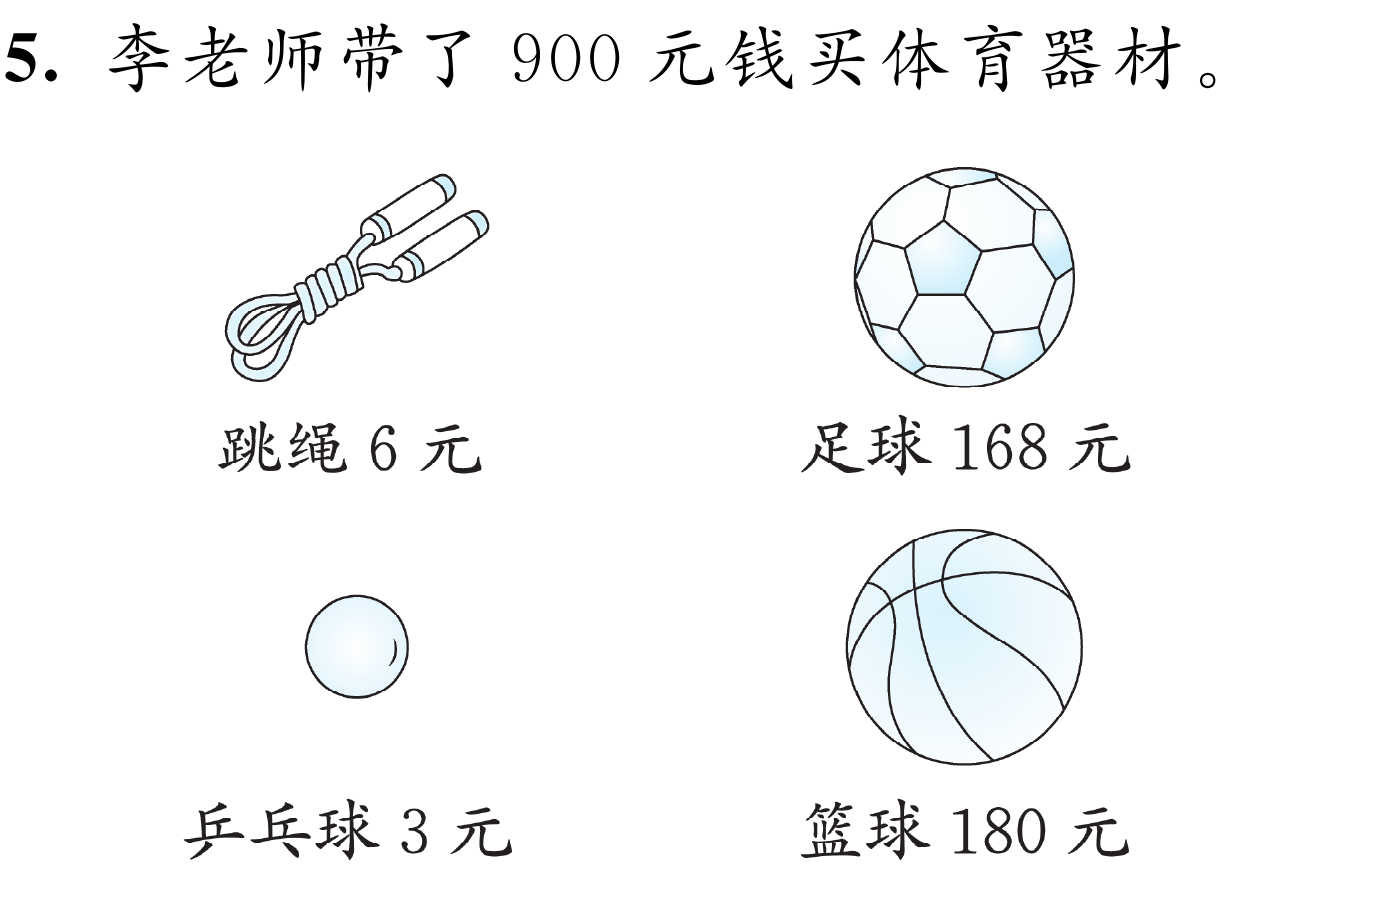 5. 李老师带了 900 元钱买体育器材。
跳绳 6 元
足球 168 元
乒乓球 3 元
篮球 180 元